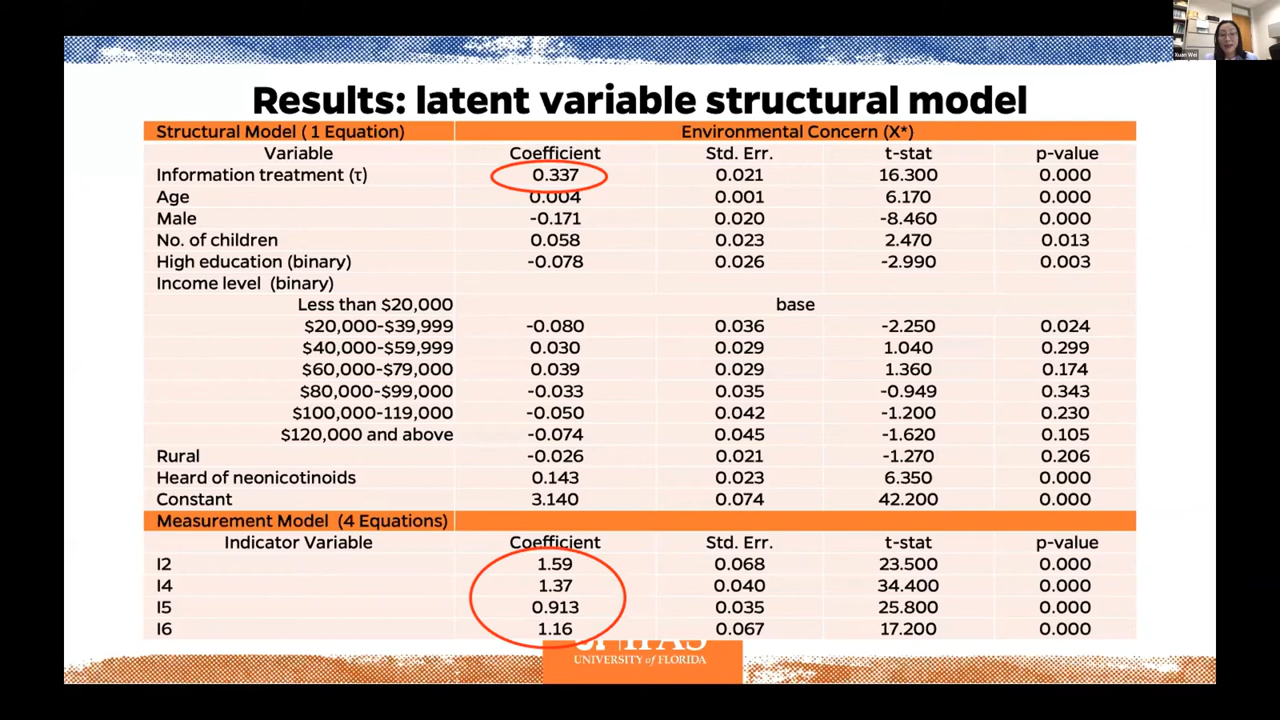 Xuan Wei
Results: latent variable structural model
Structural Model ( 1 Equation) Environmental Concern (X*)
Variable Coefficient Std. Err. t-stat p-value
Information treatment (τ) 0.337 0.021 16.300 0.000
Age 0.004 0.001 6.170 0.000
Male -0.171 0.020 -8.460 0.000
No. of children 0.058 0.023 2.470 0.013
High education (binary) -0.078 0.026 -2.990 0.003
Income level (binary)
Less than $20,000 base
$20,000-$39,999 -0.080 0.036 -2.250 0.024
$40,000-$59,999 0.030 0.029 1.040 0.299
$60,000-$79,000 0.039 0.029 1.360 0.174
$80,000-$99,000 -0.033 0.035 -0.949 0.343
$100,000-119,000 -0.050 0.042 -1.200 0.230
$120,000 and above -0.074 0.045 -1.620 0.105
Rural -0.026 0.021 -1.270 0.206
Heard of neonicotinoids 0.143 0.023 6.350 0.000
Constant 3.140 0.074 42.200 0.000
Measurement Model (4 Equations)
Indicator Variable Coefficient Std. Err. t-stat p-value
I2 1.59 0.068 23.500 0.000
I4 1.37 0.040 34.400 0.000
I5 0.913 0.035 25.800 0.000
I6 1.16 0.067 17.200 0.000
UNIVERSITY of FLORIDA